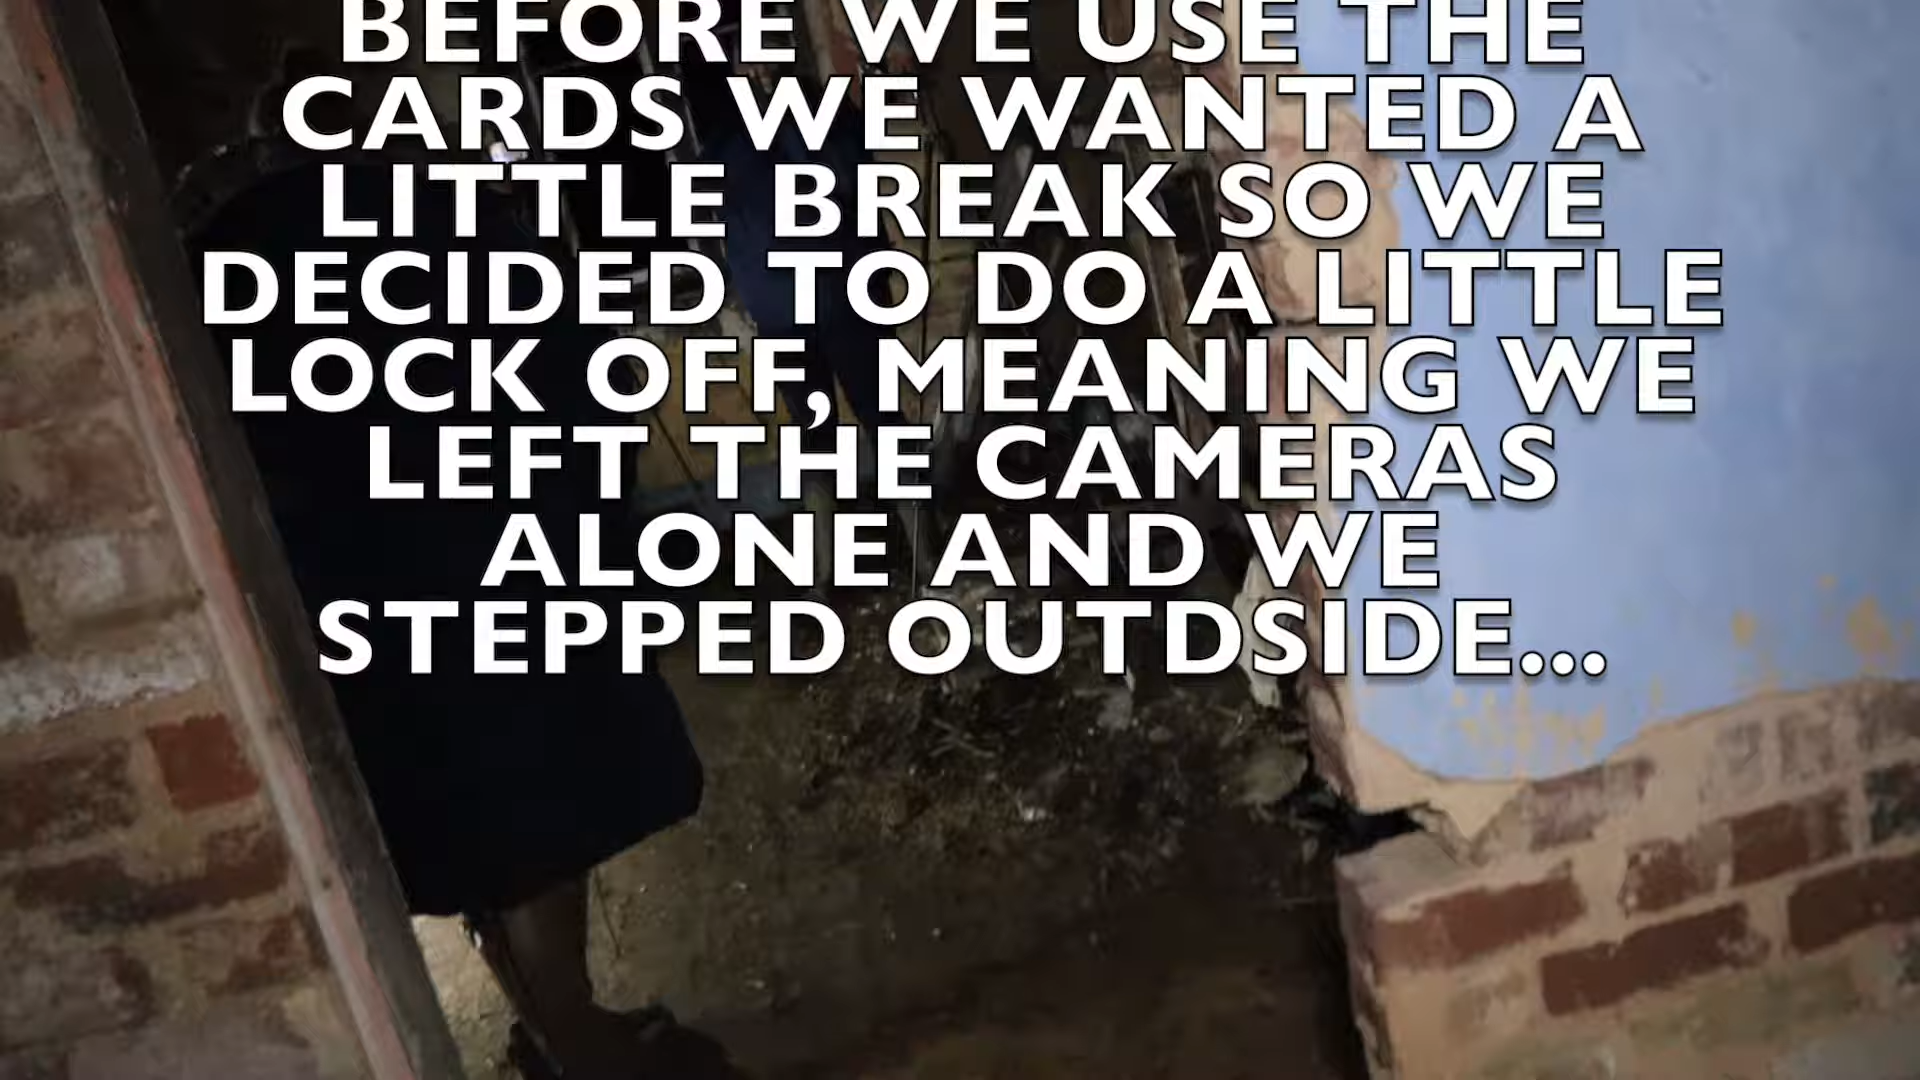 BEFORE WE USE THE
CARDS WE WANTED A
LITTLE BREAK SO WE
DECIDED TO DO A LITTLE
LOCK OFF, MEANING WE
LEFT THE CAMERAS
ALONE AND WE
STEPPED OUTDSIDE...